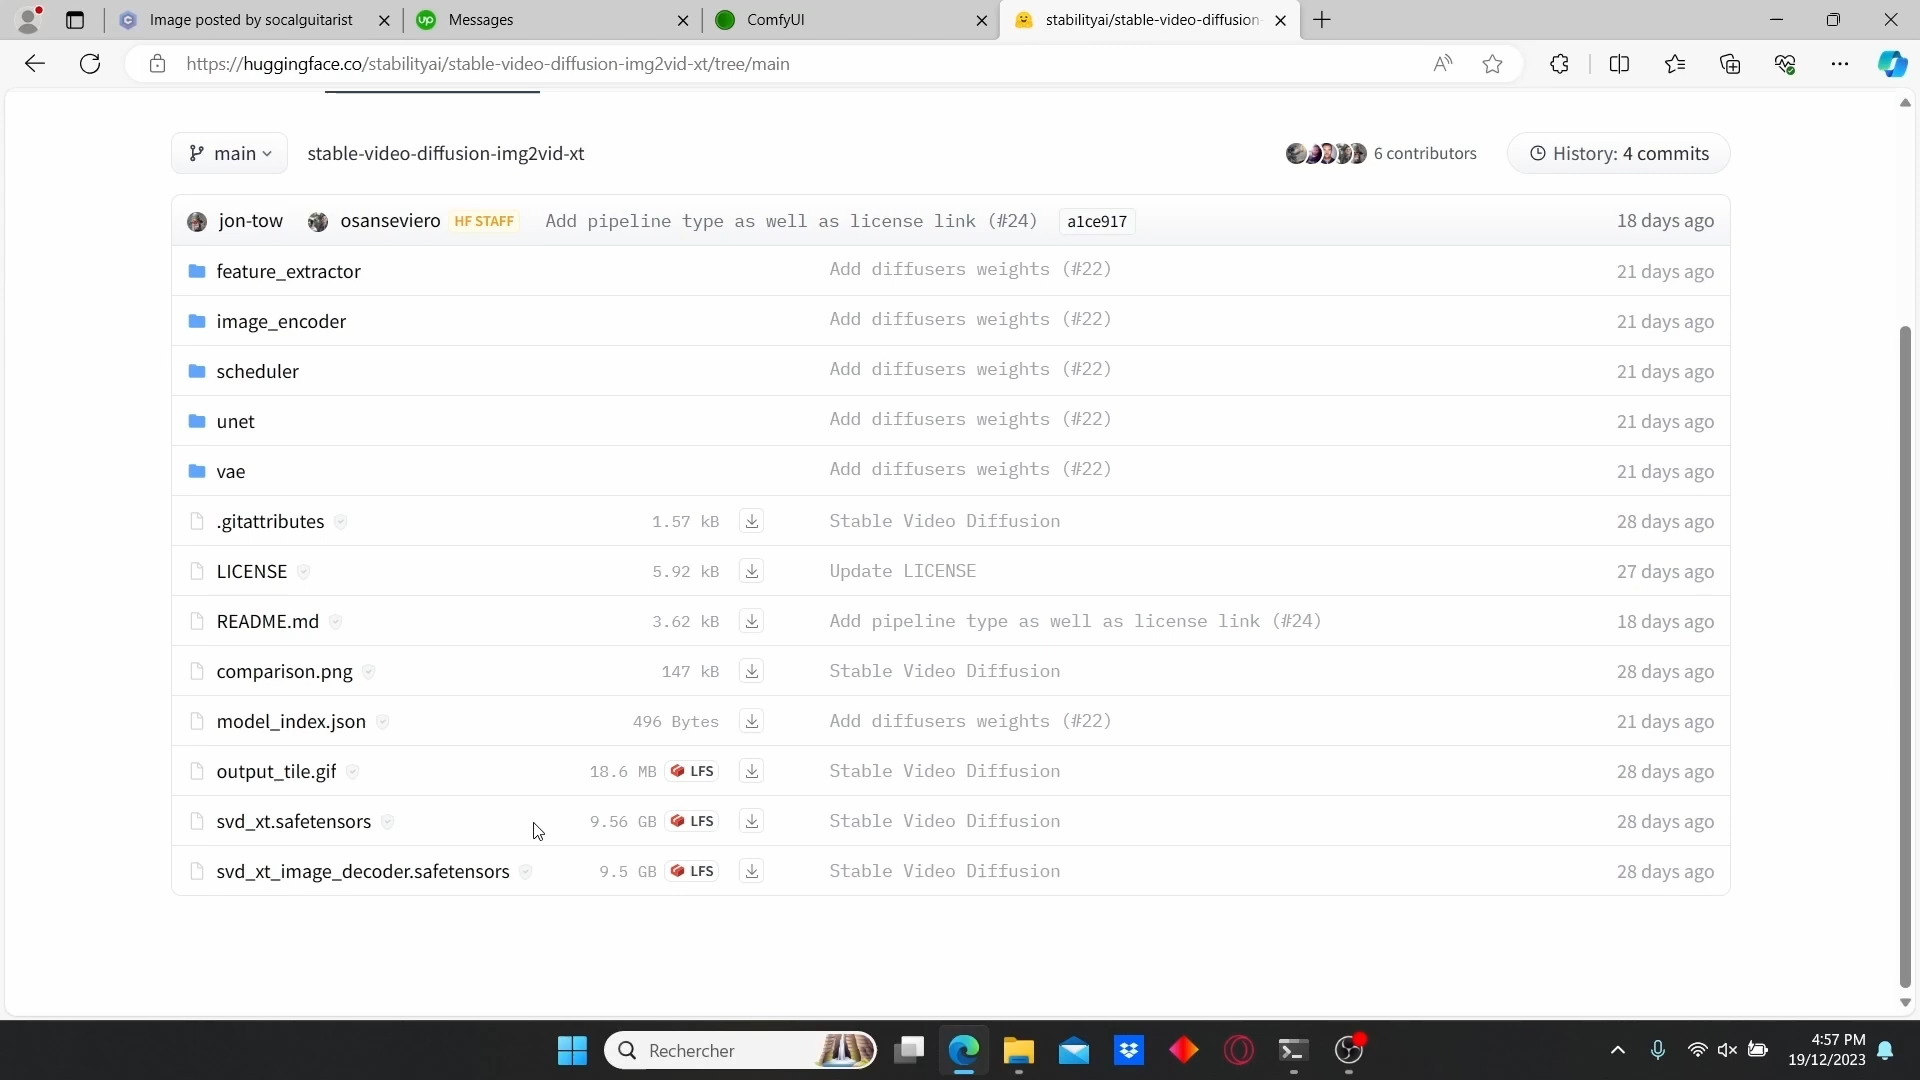 Image posted by socalguitarist
up Messages
ComfyUI
stabilityai/stable-video-diffusion-
https://huggingface.co/stabilityai/stable-video-diffusion-img2vid-xt/tree/main
main stable-video-diffusion-img2vid-xt 6 contributors History: 4 commits
jon-tow osanseviero HF STAFF Add pipeline type as well as license link (#24) a1ce917 18 days ago
feature_extractor Add diffusers weights (#22) 21 days ago
image_encoder Add diffusers weights (#22) 21 days ago
scheduler Add diffusers weights (#22) 21 days ago
unet Add diffusers weights (#22) 21 days ago
vae Add diffusers weights (#22) 21 days ago
.gitattributes 1.57 kB Stable Video Diffusion 28 days ago
LICENSE 5.92 kB Update LICENSE 27 days ago
README.md 3.62 kB Add pipeline type as well as license link (#24) 18 days ago
comparison.png 147 kB Stable Video Diffusion 28 days ago
model_index.json 496 Bytes Add diffusers weights (#22) 21 days ago
output_tile.gif 18.6 MB LFS Stable Video Diffusion 28 days ago
svd_xt.safetensors 9.56 GB LFS Stable Video Diffusion 28 days ago
svd_xt_image_decoder.safetensors 9.5 GB LFS Stable Video Diffusion 28 days ago
Rechercher
4:57 PM
19/12/2023